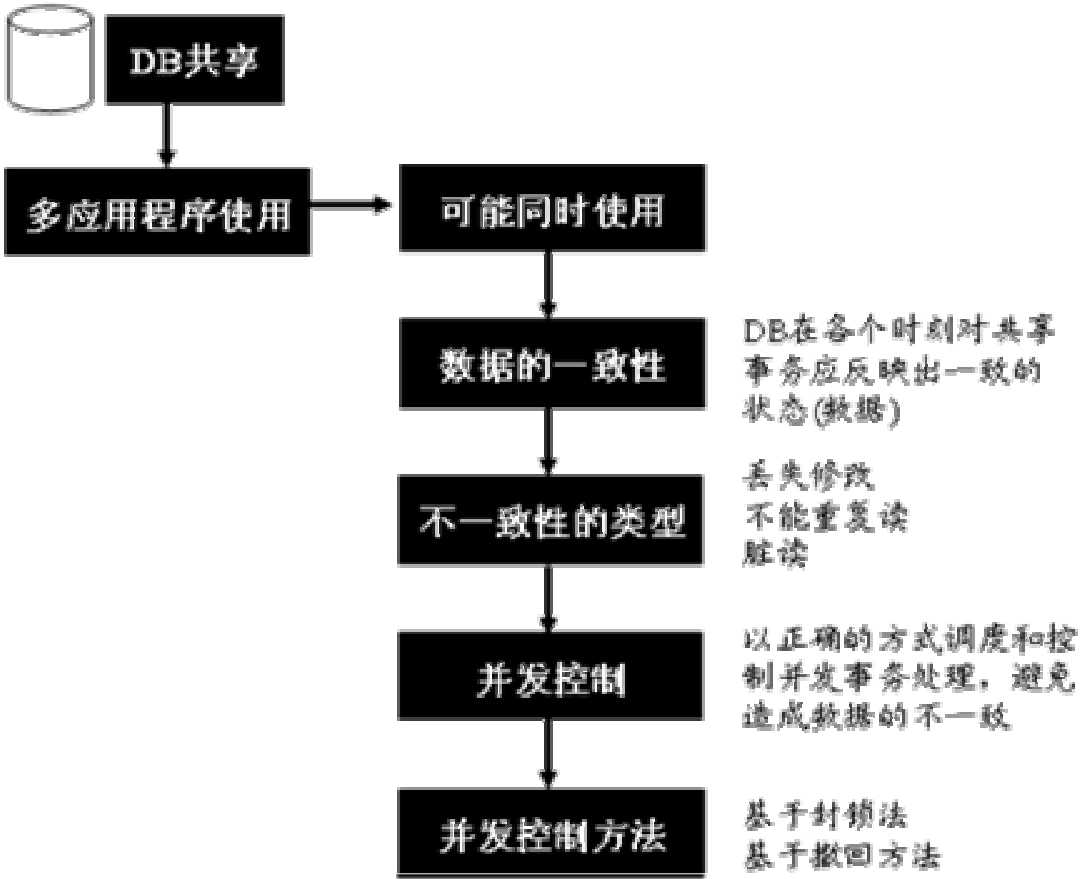 DB共享
多应用程序使用
可能同时使用
数据的一致性
DB在各个时刻对共享
事务应反映出一致的
状态(数据)
不一致性的类型
丢失修改
不能重复读
脏读
并发控制
以正确的方式调度和控
制并发事务处理，避免
造成数据的不一致
并发控制方法
基于封锁法
基于撤回方法